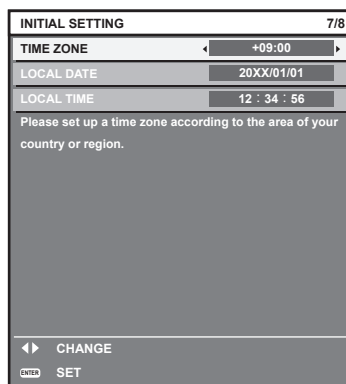 INITIAL SETTING 7/8
TIME ZONE +09:00
LOCAL DATE 20XX/01/01
LOCAL TIME 12 : 34 : 56
Please set up a time zone according to the area of your
country or region.
CHANGE
ENTER SET